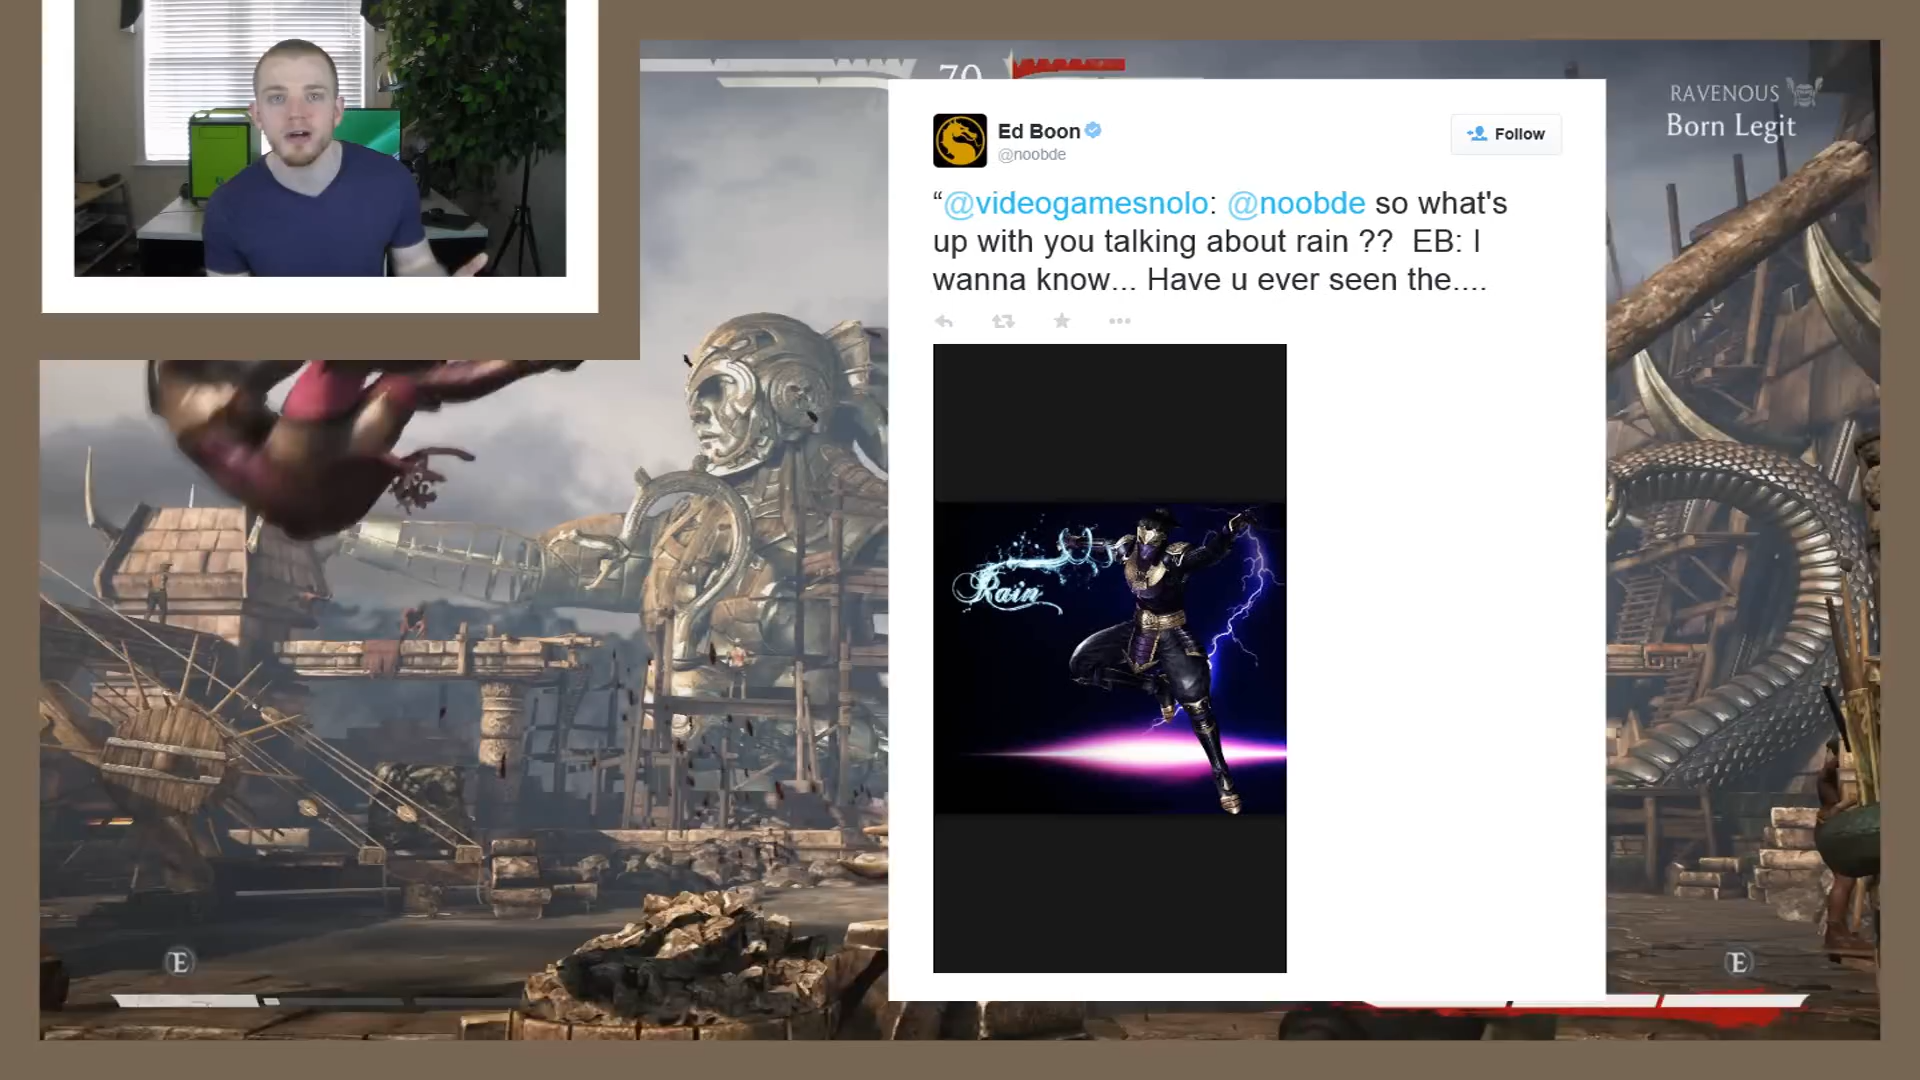 70
RAVENOUS
Born Legit
Ed Boon
@noobde
Follow
“@videogamesnolo: @noobde so what's
up with you talking about rain ?? EB: I
wanna know... Have u ever seen the....
Rain
E
E